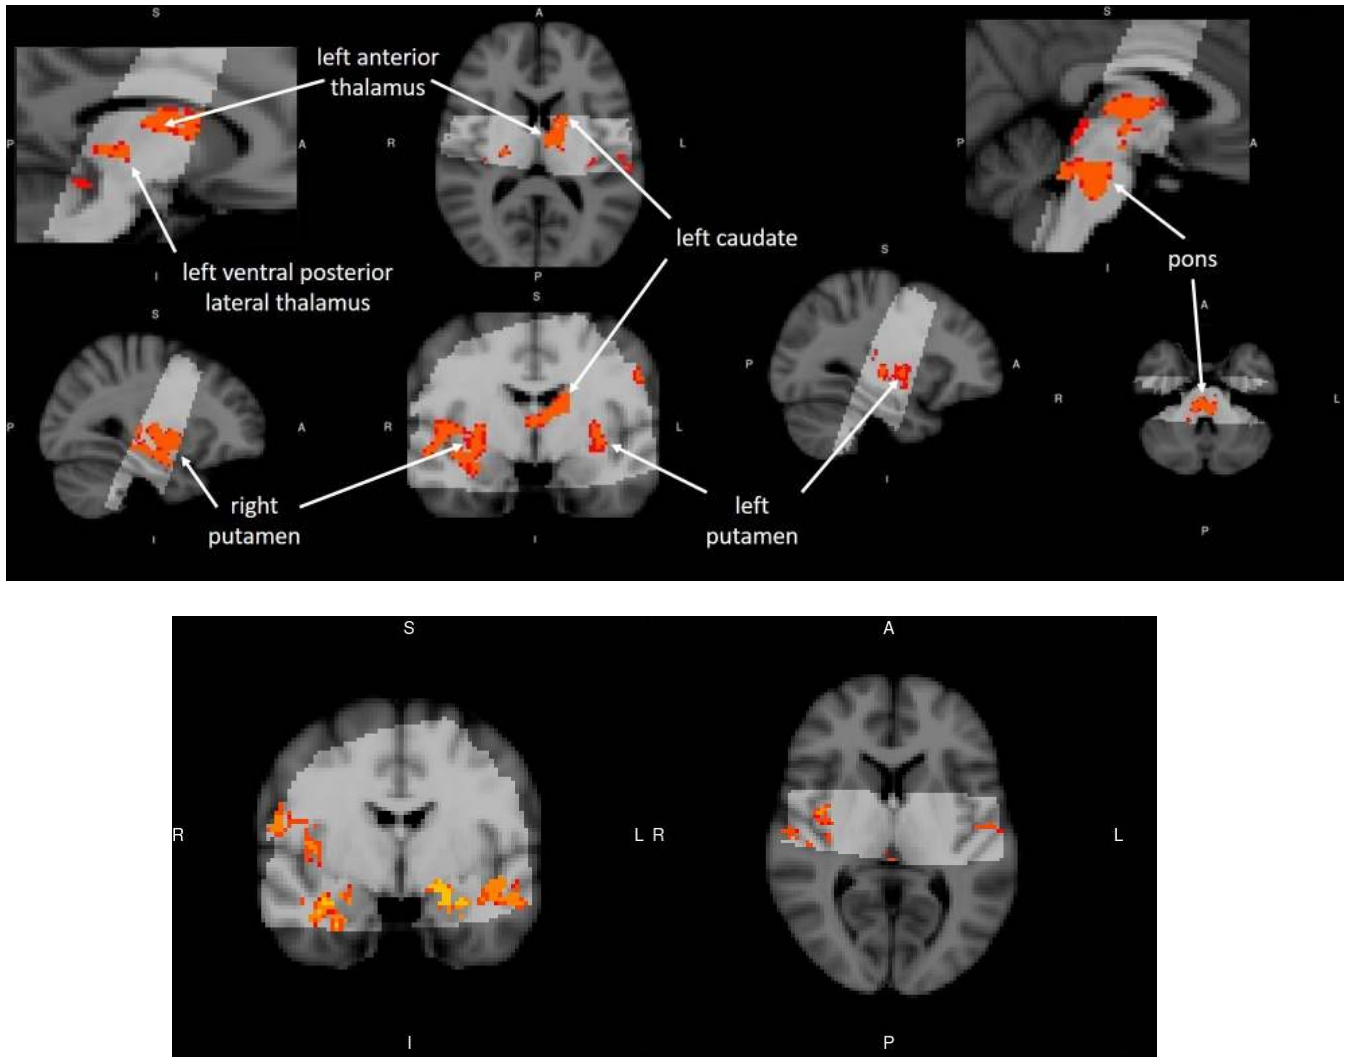 S
A
S
left anterior
thalamus
P
A
R
L
P
A
left caudate
left ventral posterior
lateral thalamus
I
P
I
pons
S
S
S
A
P
A
R
L
P
A
R
L
right
putamen
left
putamen
I
I
I
P
S
A
R
L
R
L
I
P